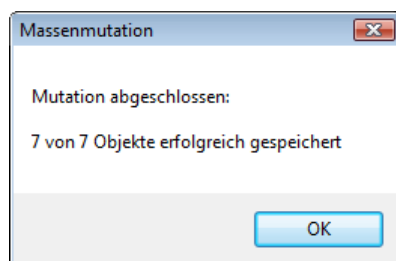 Massenmutation
Mutation abgeschlossen:
7 von 7 Objekte erfolgreich gespeichert
OK